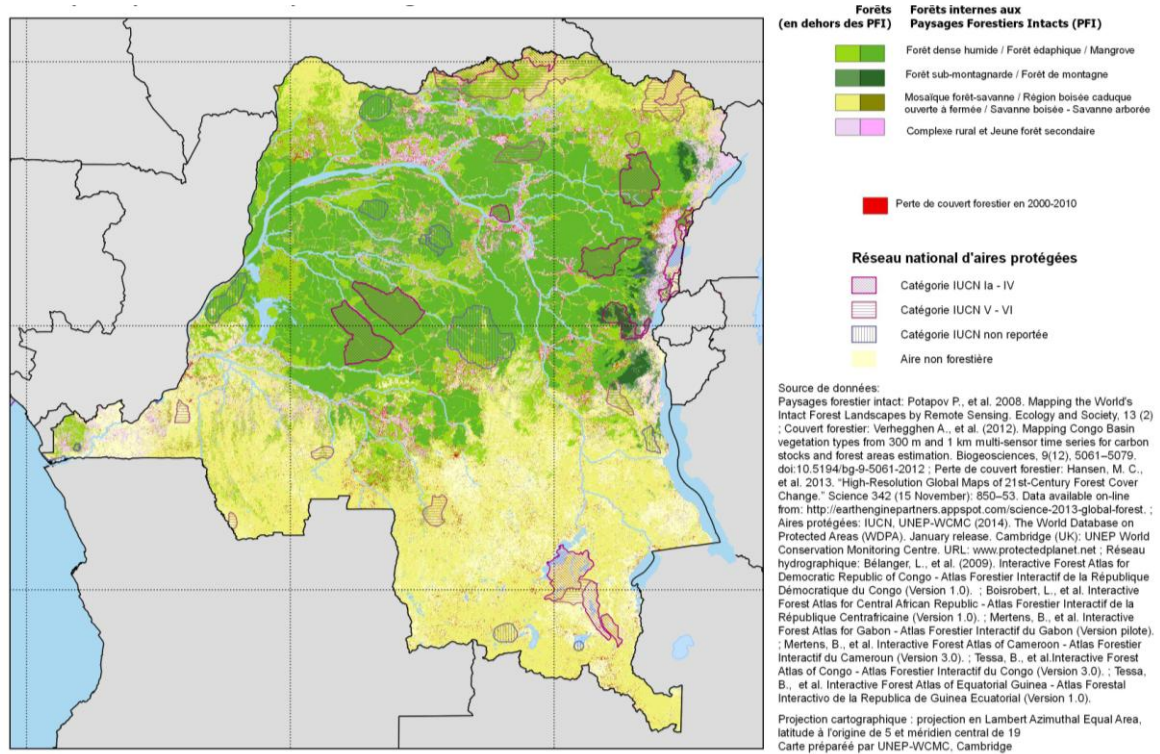 Forêts
(en dehors des PFI)
Forêts internes aux
Paysages Forestiers Intacts (PFI)
Forêt dense humide / Forêt édaphique / Mangrove
Forêt sub-montagnarde / Forêt de montagne
Mosaïque forêt-savanne / Région boisée caduque
ouverte à fermée / Savanne boisée - Savanne arborée
Complexe rural et Jeune forêt secondaire
Perte de couvert forestier en 2000-2010
Réseau national d'aires protégées
Catégorie IUCN Ia - IV
Catégorie IUCN V - VI
Catégorie IUCN non reportée
Aire non forestière
Source de données:
Paysages forestier intact: Potapov P., et al. 2008. Mapping the World's
Intact Forest Landscapes by Remote Sensing. Ecology and Society, 13 (2)
; Couvert forestier: Verhegghen A., et al. (2012). Mapping Congo Basin
vegetation types from 300 m and 1 km multi-sensor time series for carbon
stocks and forest areas estimation. Biogeosciences, 9(12), 5061–5079.
doi:10.5194/bg-9-5061-2012 ; Perte de couvert forestier: Hansen, M. C.,
et al. 2013. “High-Resolution Global Maps of 21st-Century Forest Cover
Change.” Science 342 (15 November): 850–53. Data available on-line
from: http://earthenginepartners.appspot.com/science-2013-global-forest. ;
Aires protégées: IUCN, UNEP-WCMC (2014). The World Database on
Protected Areas (WDPA). January release. Cambridge (UK): UNEP World
Conservation Monitoring Centre. URL: www.protectedplanet.net ; Réseau
hydrographique: Bélanger, L., et al. (2009). Interactive Forest Atlas for
Democratic Republic of Congo - Atlas Forestier Interactif de la République
Démocratique du Congo (Version 1.0). ; Boisrobert, L., et al. Interactive
Forest Atlas for Central African Republic - Atlas Forestier Interactif de la
République Centrafricaine (Version 1.0). ; Mertens, B., et al. Interactive
Forest Atlas for Gabon - Atlas Forestier Interactif du Gabon (Version pilote).
; Mertens, B., et al. Interactive Forest Atlas of Cameroon - Atlas Forestier
Interactif du Cameroun (Version 3.0). ; Tessa, B., et al.Interactive Forest
Atlas of Congo - Atlas Forestier Interactif du Congo (Version 3.0). ; Tessa,
B., et al. Interactive Forest Atlas of Equatorial Guinea - Atlas Forestal
Interactivo de la Republica de Guinea Ecuatorial (Version 1.0).
Projection cartographique : projection en Lambert Azimuthal Equal Area,
latitude à l'origine de 5 et méridien central de 19
Carte préparé par UNEP-WCMC, Cambridge